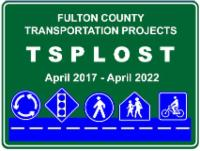 FULTON COUNTY
TRANSPORTATION PROJECTS
TSPLOST
April 2017 - April 2022